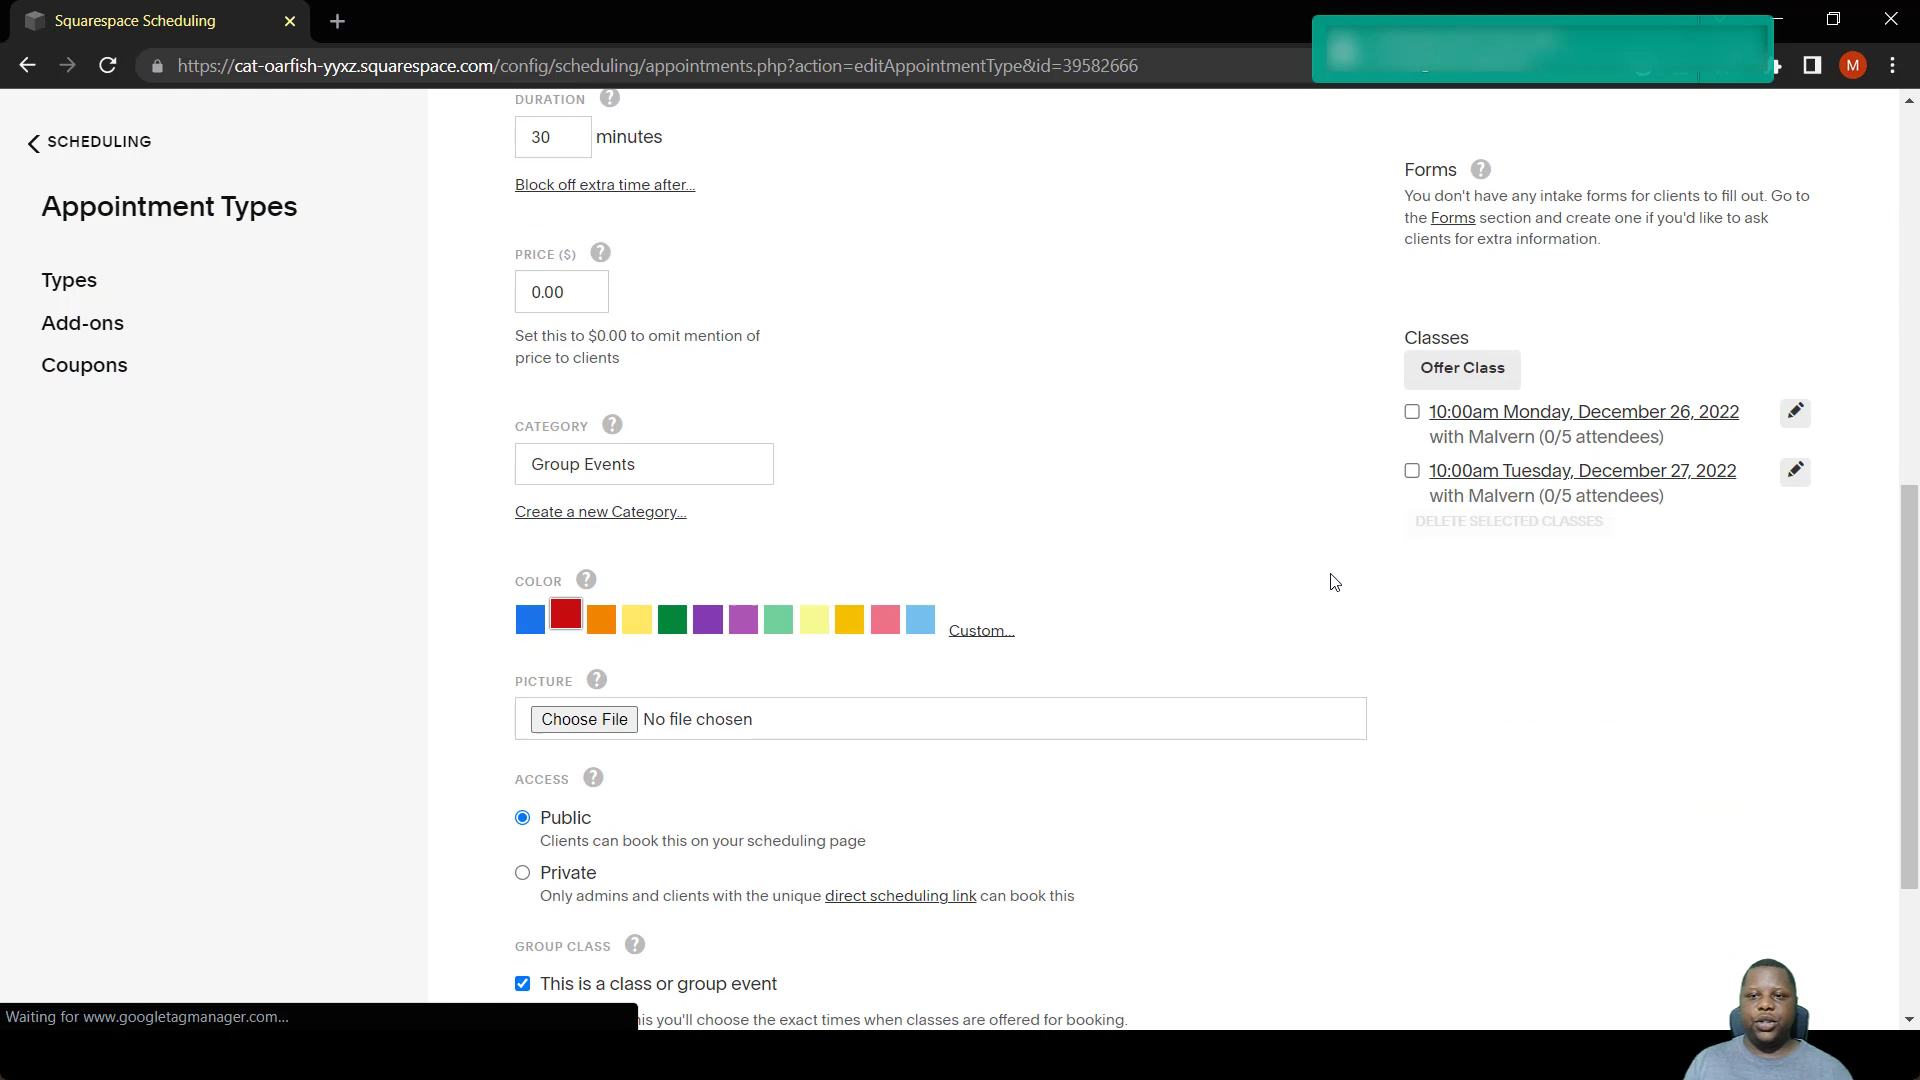 Squarespace Scheduling
https://cat-oarfish-yyxz.squarespace.com/config/scheduling/appointments.php?action=editAppointmentType&id=39582666
M
SCHEDULING
Appointment Types
Types
Add-ons
Coupons
DURATION ?
30 minutes
Block off extra time after...
PRICE ($) ?
0.00
Set this to $0.00 to omit mention of
price to clients
CATEGORY ?
Group Events
Create a new Category...
COLOR ?
Custom...
PICTURE ?
Choose File No file chosen
ACCESS ?
Public
Clients can book this on your scheduling page
Private
Only admins and clients with the unique direct scheduling link can book this
GROUP CLASS ?
This is a class or group event
you'll choose the exact times when classes are offered for booking.
Forms ?
You don't have any intake forms for clients to fill out. Go to
the Forms section and create one if you'd like to ask
clients for extra information.
Classes
Offer Class
10:00am Monday, December 26, 2022
with Malvern (0/5 attendees)
10:00am Tuesday, December 27, 2022
with Malvern (0/5 attendees)
DELETE SELECTED CLASSES
Waiting for www.googletagmanager.com...